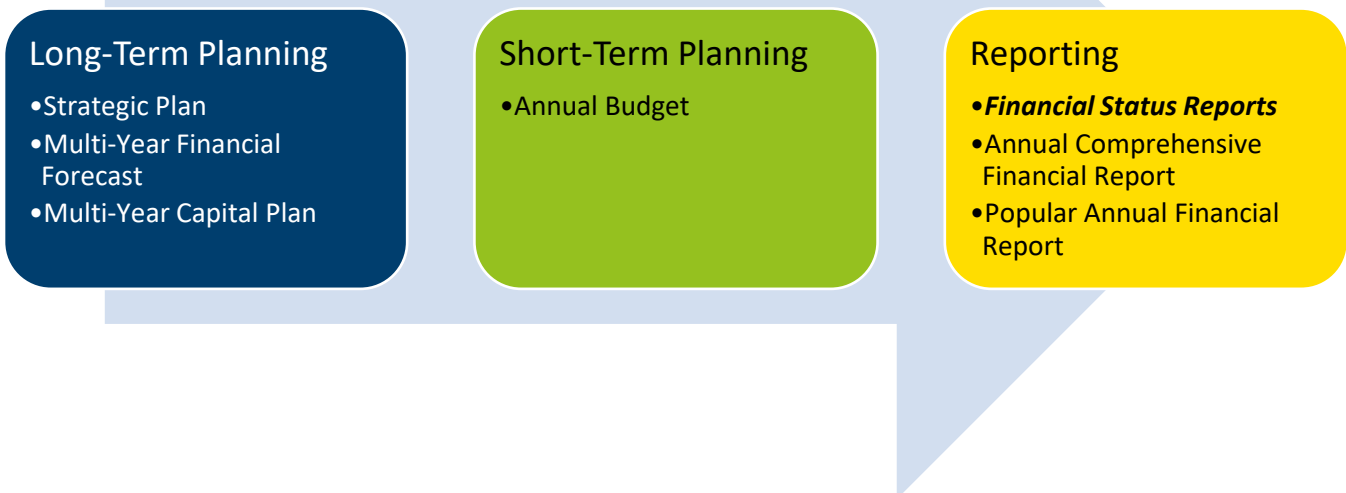 Long-Term Planning
•Strategic Plan
•Multi-Year Financial
Forecast
•Multi-Year Capital Plan
Short-Term Planning
•Annual Budget
Reporting
•Financial Status Reports
•Annual Comprehensive
Financial Report
•Popular Annual Financial
Report